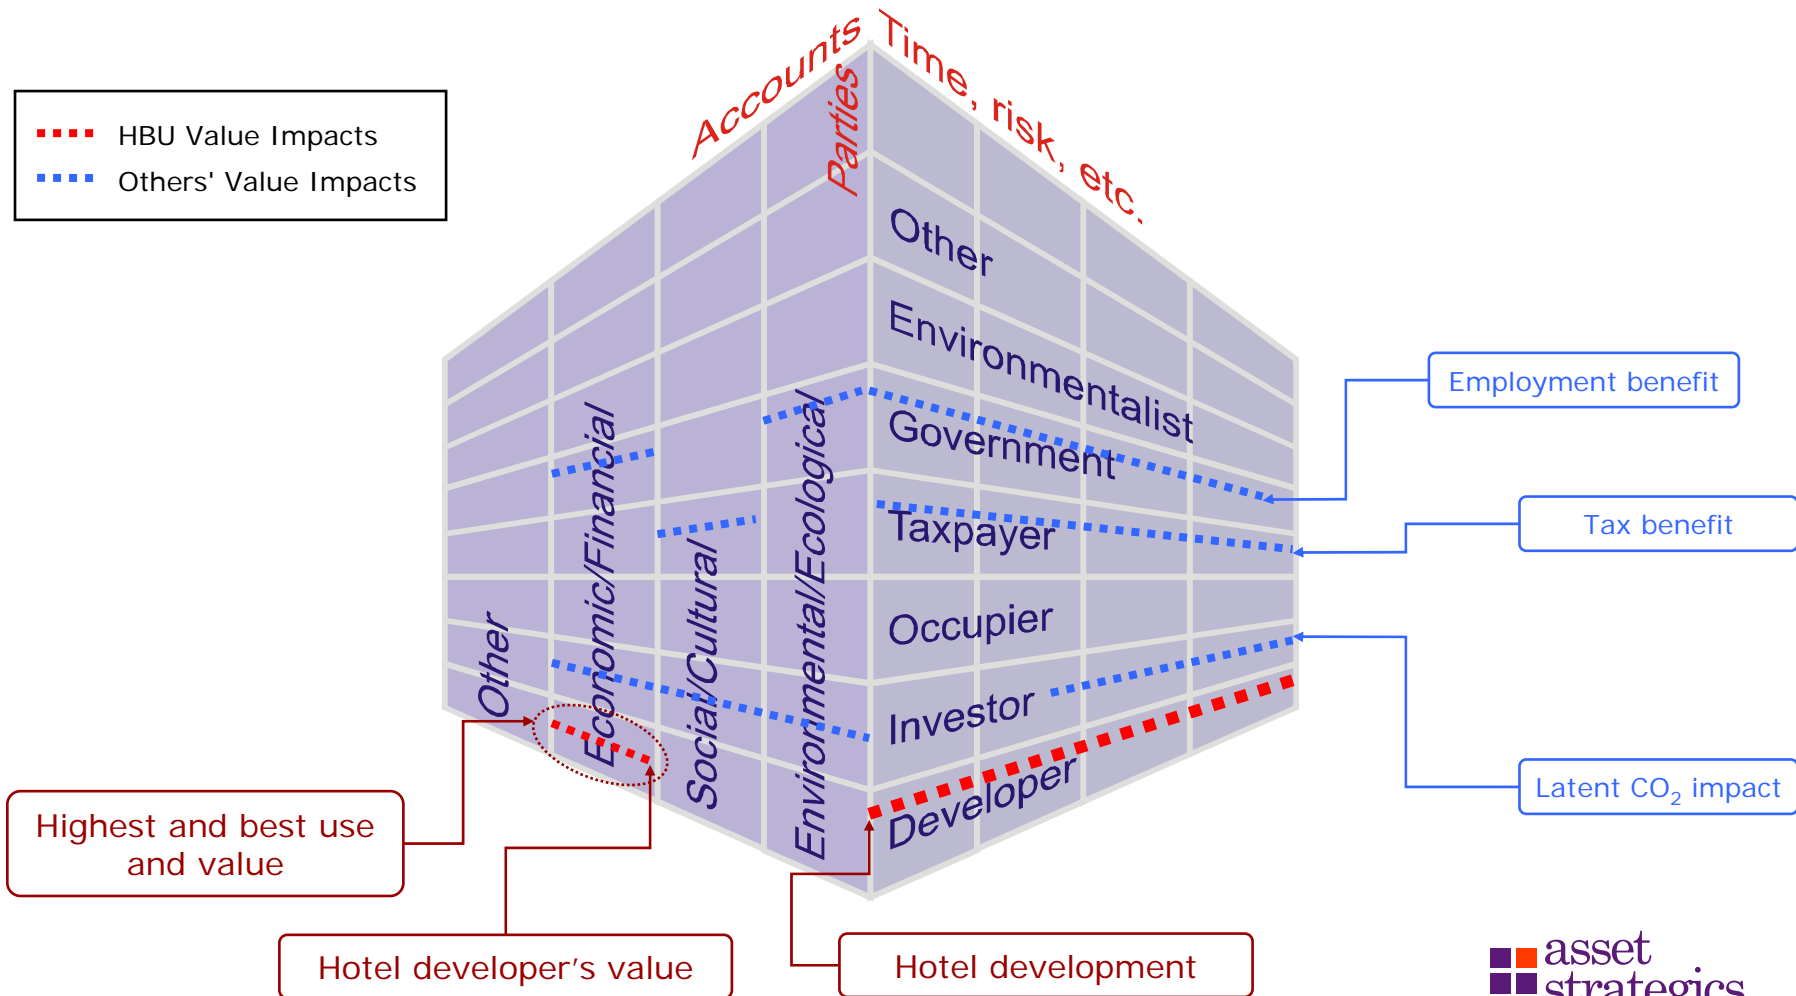 Accounts
Time, risk, etc.
Parties
HBU Value Impacts
Others' Value Impacts
Other
Environmentalist
Government
Taxpayer
Occupier
Investor
Developer
Other
Economic/Financial
Social/Cultural
Environmental/Ecological
Employment benefit
Tax benefit
Latent CO₂ impact
Highest and best use
and value
Hotel developer’s value
Hotel development
asset
strategics